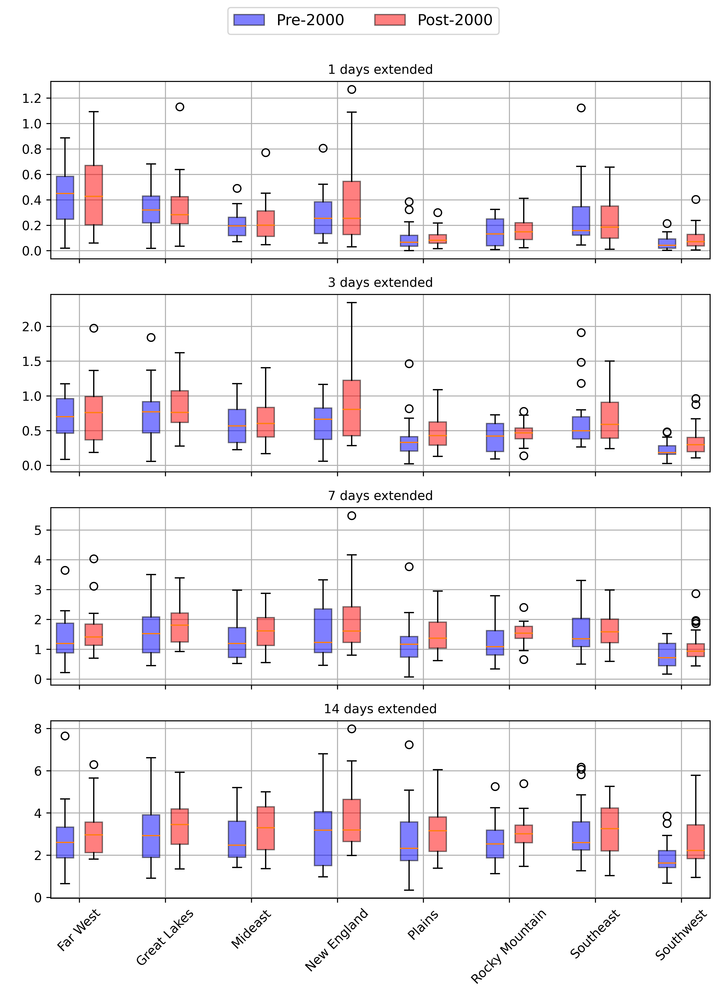 Pre-2000 Post-2000
1 days extended
1.2
1.0
0.8
0.6
0.4
0.2
0.0
3 days extended
2.0
1.5
1.0
0.5
0.0
7 days extended
5
4
3
2
1
0
14 days extended
8
6
4
2
0
Far West
Great Lakes
Mideast
New England
Plains
Rocky Mountain
Southeast
Southwest